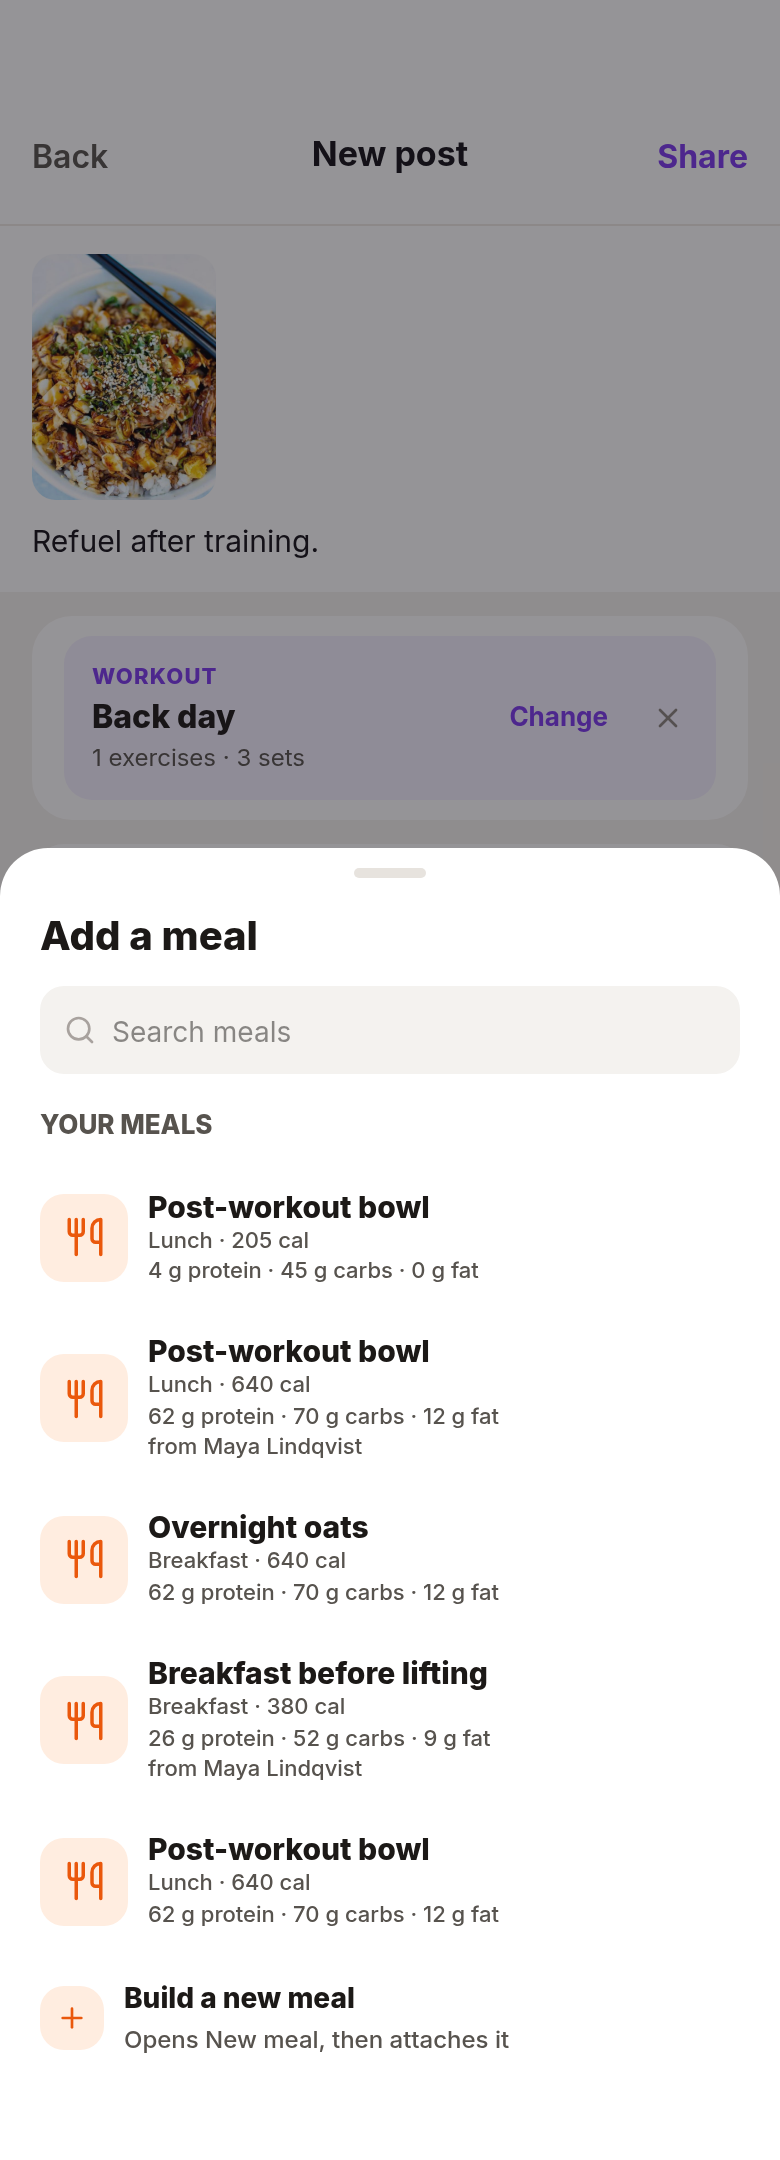 Back
New post
Share
Refuel after training.
WORKOUT
Back day
1 exercises · 3 sets
Change
Add a meal
Search meals
YOUR MEALS
Post-workout bowl
Lunch · 205 cal
4 g protein · 45 g carbs · 0 g fat
Post-workout bowl
Lunch · 640 cal
62 g protein · 70 g carbs · 12 g fat
from Maya Lindqvist
Overnight oats
Breakfast · 640 cal
62 g protein · 70 g carbs · 12 g fat
Breakfast before lifting
Breakfast · 380 cal
26 g protein · 52 g carbs · 9 g fat
from Maya Lindqvist
Post-workout bowl
Lunch · 640 cal
62 g protein · 70 g carbs · 12 g fat
Build a new meal
Opens New meal, then attaches it